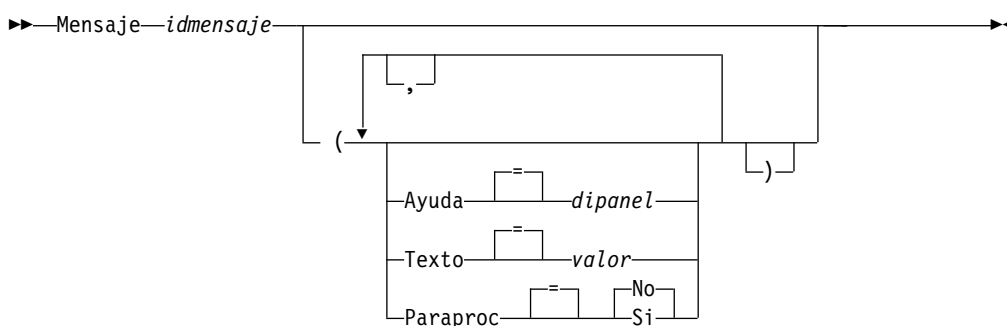 Mensaje idmensaje
,
(
)
=
Ayuda dipanel
=
Texto valor
= No
Paraproc Si